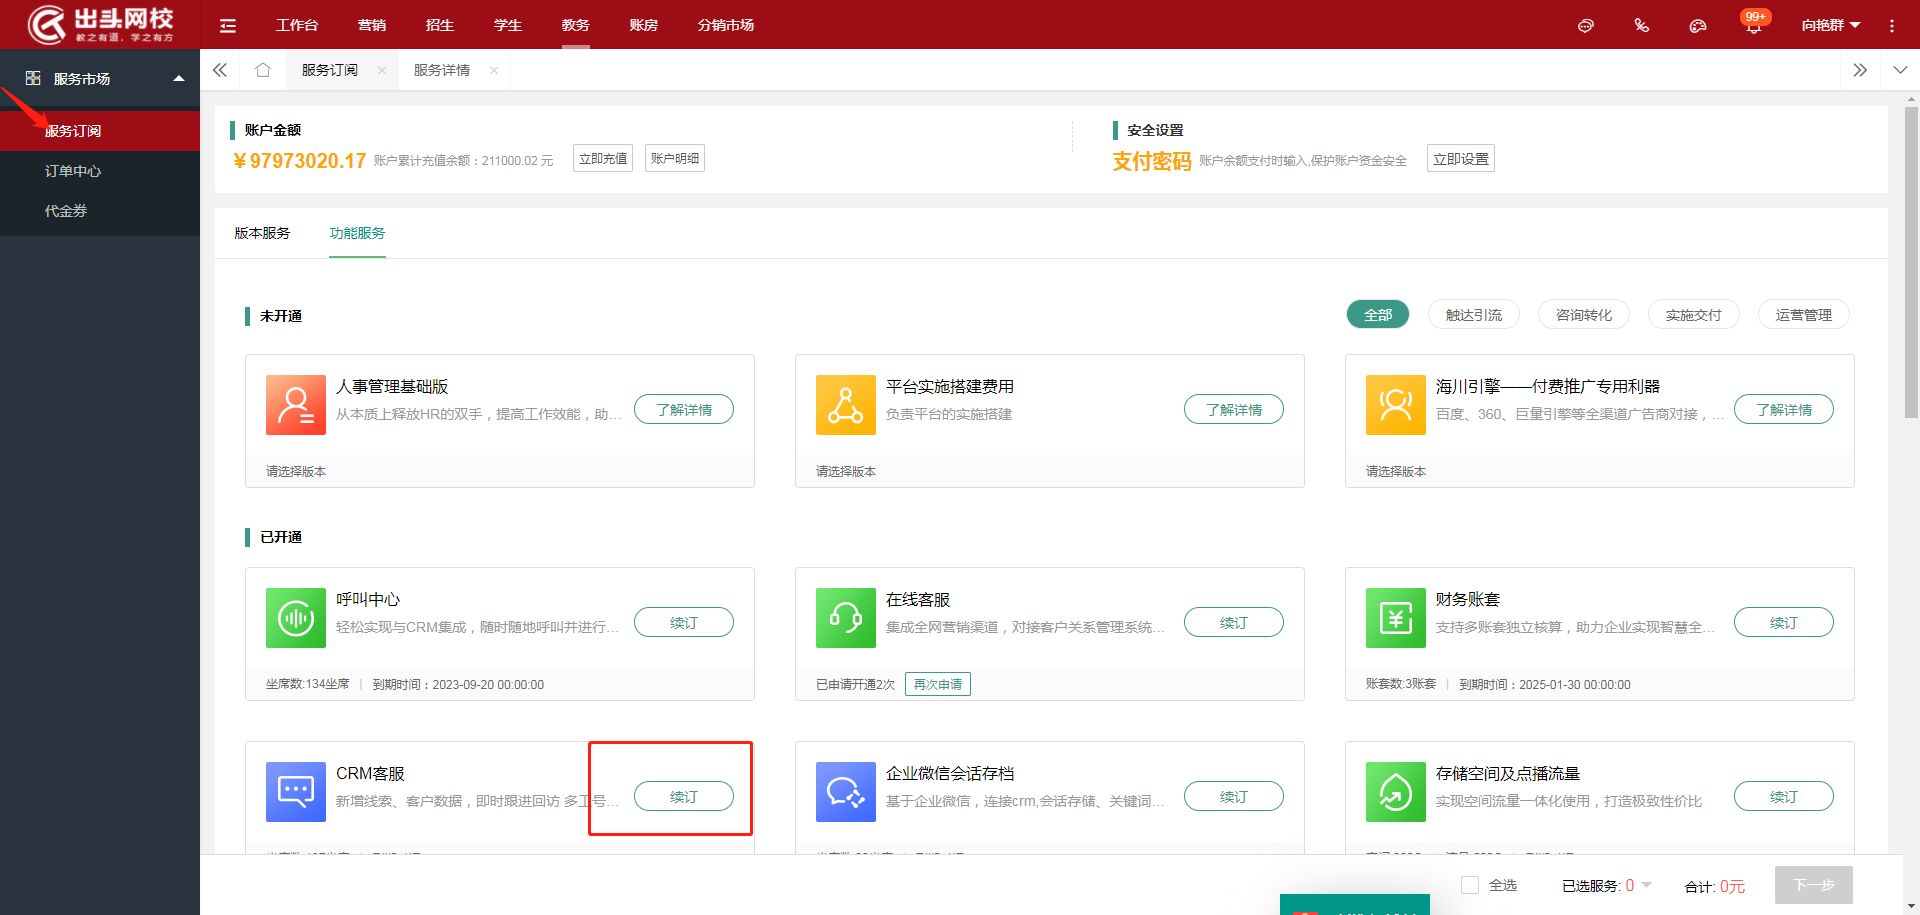 出头网校
教之有道，学之有方
工作台 营销 招生 学生 教务 账房 分销市场
99+
向艳群
服务市场
服务订阅
订单中心
代金券
服务订阅 × 服务详情 ×
账户金额
￥97973020.17 账户累计充值余额：211000.02 元 立即充值 账户明细
安全设置
支付密码 账户余额支付时输入,保护账户资金安全 立即设置
版本服务 功能服务
未开通
全部 触达引流 咨询转化 实施交付 运营管理
人事管理基础版
从本质上释放HR的双手，提高工作效能，助...
了解详情
请选择版本
平台实施搭建费用
负责平台的实施搭建
了解详情
请选择版本
海川引擎——付费推广专用利器
百度、360、巨量引擎等全渠道广告商对接，...
了解详情
请选择版本
已开通
呼叫中心
轻松实现与CRM集成，随时随地呼叫并进行...
续订
坐席数:134坐席 | 到期时间：2023-09-20 00:00:00
在线客服
集成全网营销渠道，对接客户关系管理系统...
续订
已申请开通2次 再次申请
财务账套
支持多账套独立核算，助力企业实现智慧全...
续订
账套数:3账套 | 到期时间：2025-01-30 00:00:00
CRM客服
新增线索、客户数据，即时跟进回访 多工号...
续订
企业微信会话存档
基于企业微信，连接crm,会话存储、关键词...
续订
存储空间及点播流量
实现空间流量一体化使用，打造极致性价比
续订
全选 已选服务: 0 合计: 0元 下一步